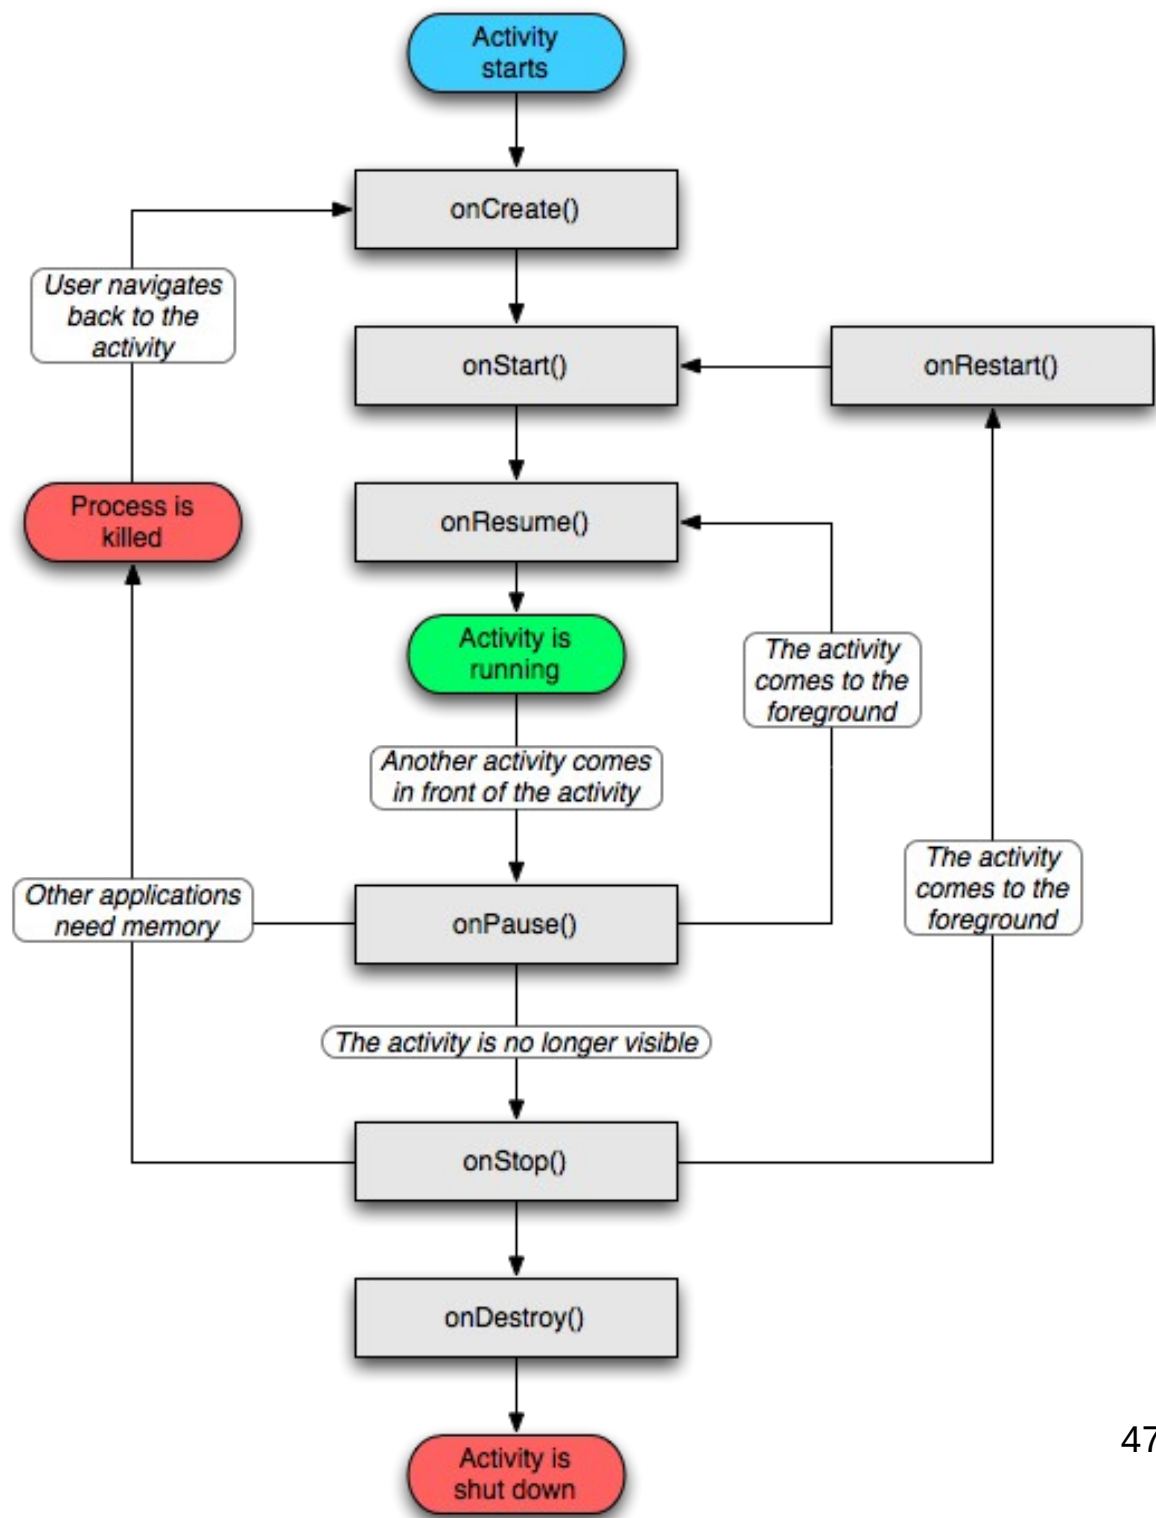 Activity
starts
onCreate()
User navigates
back to the
activity
onStart()
onRestart()
Process is
killed
onResume()
Activity is
running
The activity
comes to the
foreground
Another activity comes
in front of the activity
The activity
comes to the
foreground
Other applications
need memory
onPause()
The activity is no longer visible
onStop()
onDestroy()
Activity is
shut down
47